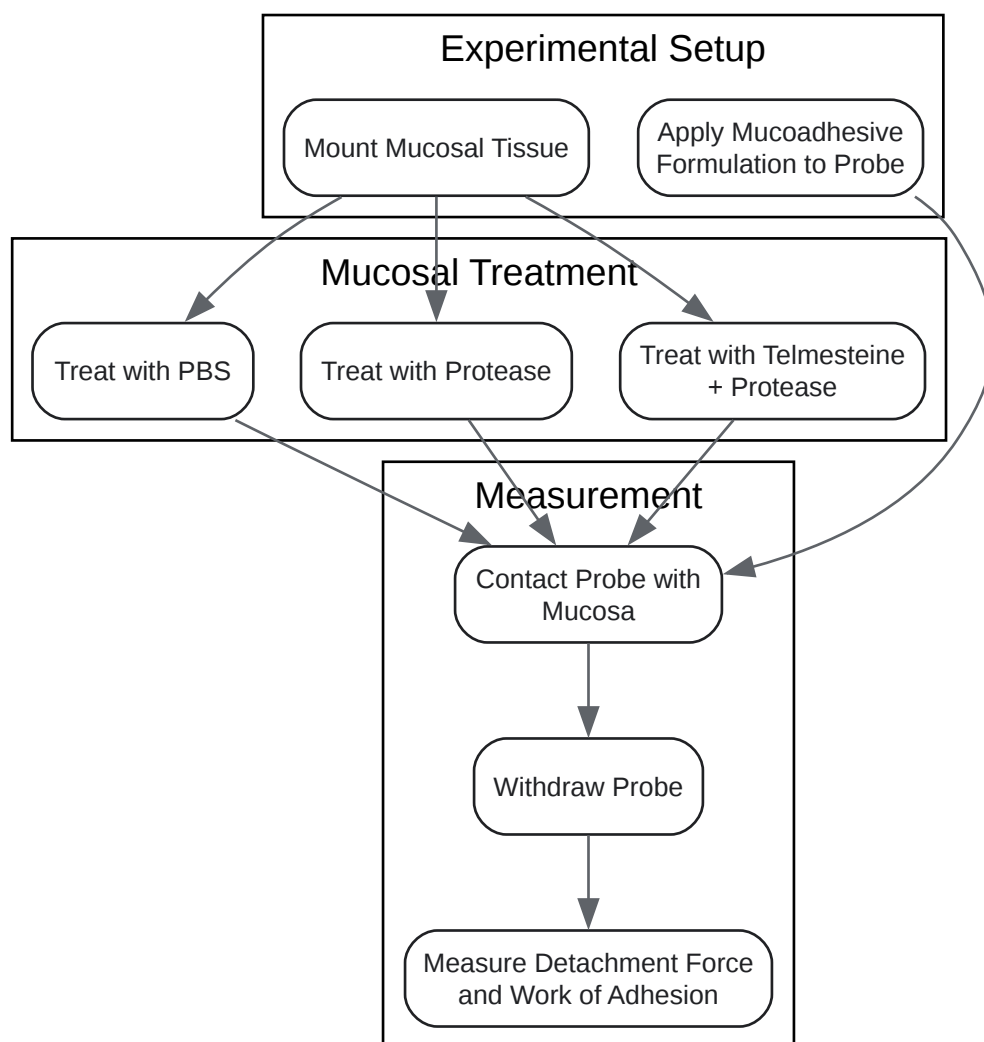 Experimental Setup
Mount Mucosal Tissue
Apply Mucoadhesive
Formulation to Probe
Mucosal Treatment
Treat with PBS
Treat with Protease
Treat with Telmesteine
+ Protease
Measurement
Contact Probe with
Mucosa
Withdraw Probe
Measure Detachment Force
and Work of Adhesion